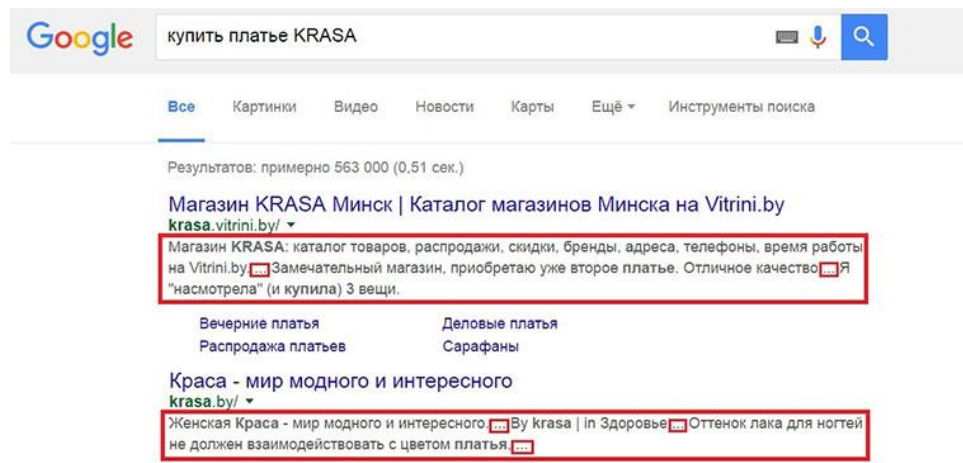 Google
купить платье KRASA
Все Картинки Видео Новости Карты Ещё Инструменты поиска
Результатов: примерно 563 000 (0,51 сек.)
Магазин KRASA Минск | Каталог магазинов Минска на Vitrini.by
krasa.vitrini.by/
Магазин KRASA: каталог товаров, распродажи, скидки, бренды, адреса, телефоны, время работы
на Vitrini.by. ... Замечательный магазин, приобретаю уже второе платье. Отличное качество ... Я
"насмотрела" (и купила) 3 вещи.
Вечерние платья Деловые платья
Распродажа платьев Сарафаны
Краса - мир модного и интересного
krasa.by/
Женская Краса - мир модного и интересного. ... By krasa | in Здоровье ... Оттенок лака для ногтей
не должен взаимодействовать с цветом платья. ...